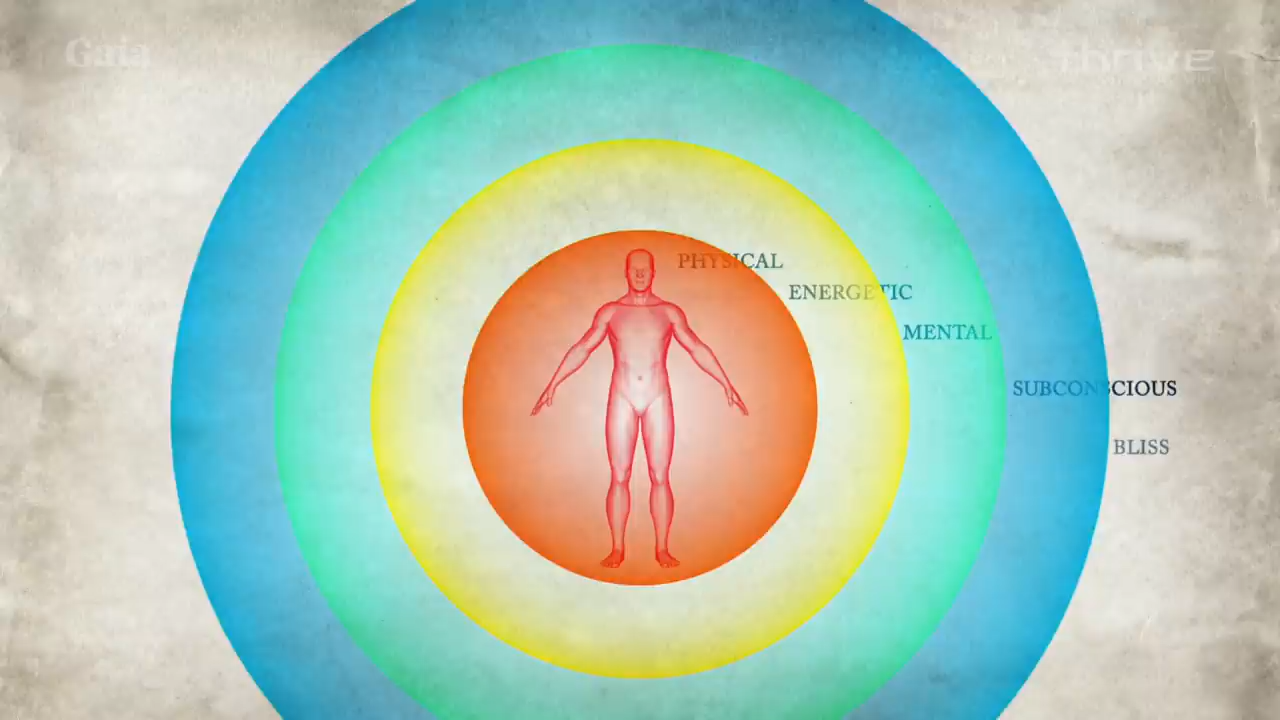 Gaia
Thrive
PHYSICAL
ENERGETIC
MENTAL
SUBCONSCIOUS
BLISS